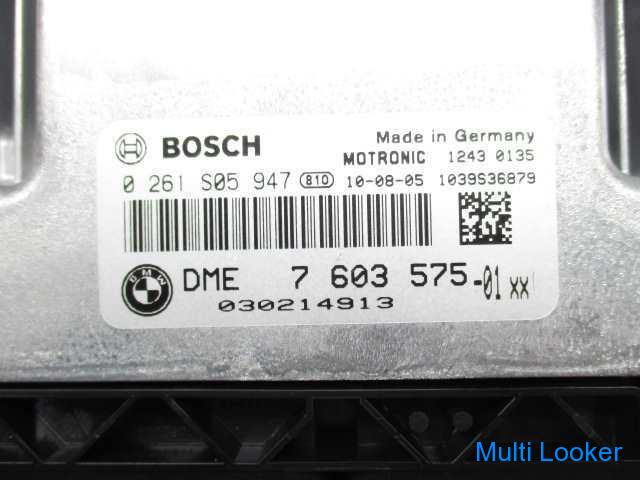 BOSCH Made in Germany
MOTRONIC 1243 0135
0 261 S05 947 810 10-08-05 1039S36879
BMW DME 7 603 575-01 xx
030214913
Multi Looker